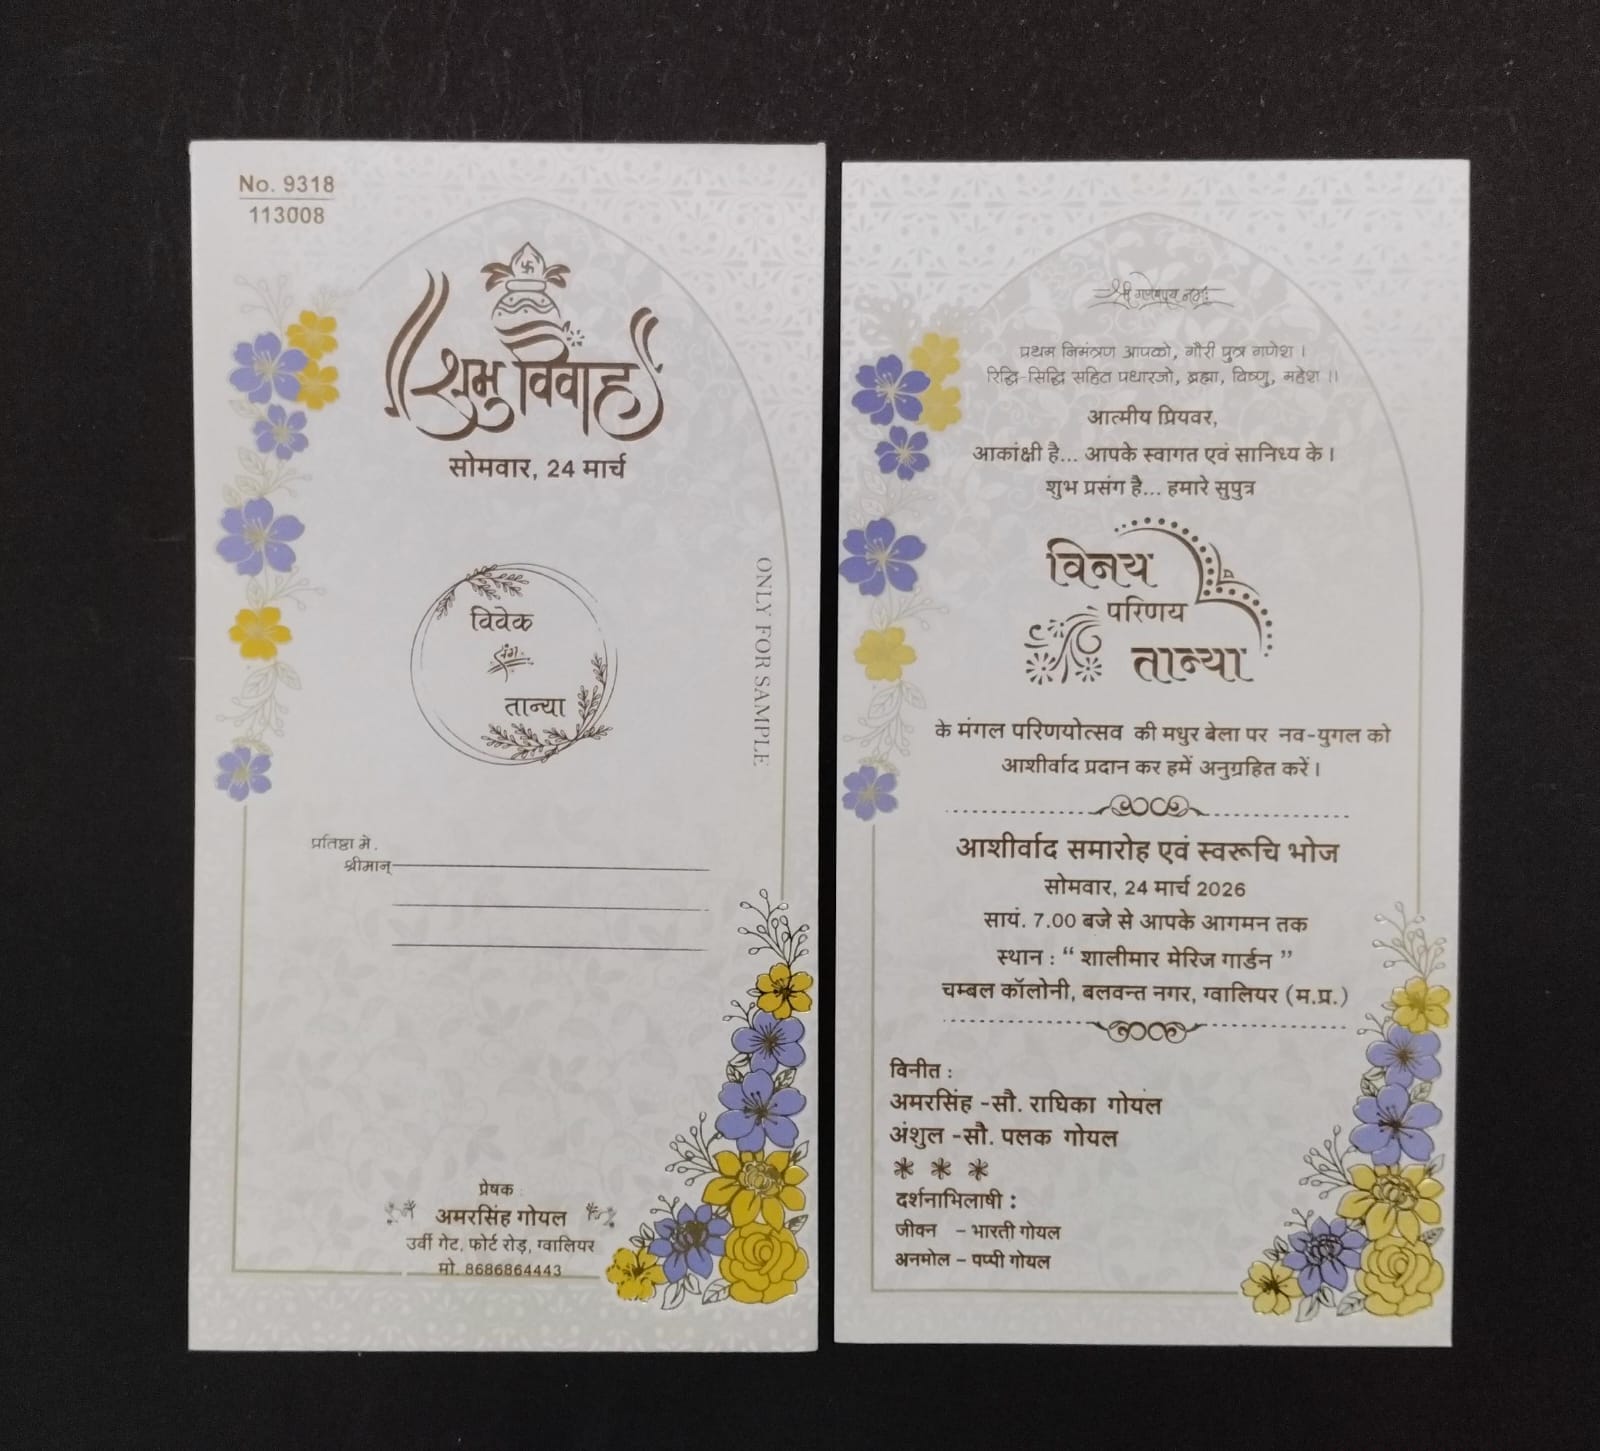 No. 9318
113008
शुभ विवाह
सोमवार, 24 मार्च
विवेक
संग
तान्या
ONLY FOR SAMPLE
प्रतिष्ठा मे.
श्रीमान्
प्रेषक
अमरसिंह गोयल
उर्वी गेट, फोर्ट रोड़, ग्वालियर
मो. 8686864443
श्री गणेशाय नमः
प्रथम निमंत्रण आपको, गौरी पुत्र गणेश ।
रिद्धि-सिद्धि सहित पधारजो, ब्रह्मा, विष्णु, महेश ।।
आत्मीय प्रियवर,
आकांक्षी है... आपके स्वागत एवं सानिध्य के ।
शुभ प्रसंग है... हमारे सुपुत्र
विनय
परिणय
तान्या
के मंगल परिणयोत्सव की मधुर बेला पर नव-युगल को
आशीर्वाद प्रदान कर हमें अनुग्रहित करें ।
आशीर्वाद समारोह एवं स्वरूचि भोज
सोमवार, 24 मार्च 2026
सायं. 7.00 बजे से आपके आगमन तक
स्थान : “ शालीमार मेरिज गार्डन ”
चम्बल कॉलोनी, बलवन्त नगर, ग्वालियर (म.प्र.)
विनीत :
अमरसिंह -सौ. राधिका गोयल
अंशुल -सौ. पलक गोयल
दर्शनाभिलाषी :
जीवन - भारती गोयल
अनमोल - पप्पी गोयल